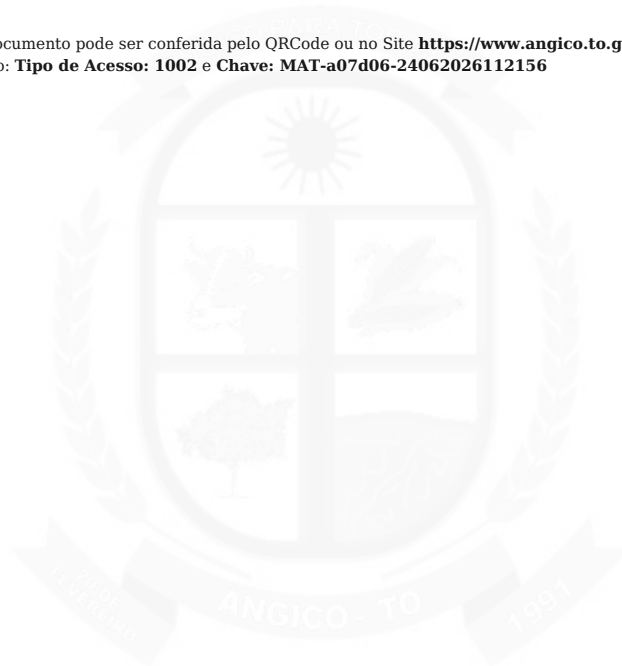 ocumento pode ser conferida pelo QRCode ou no Site https://www.angico.to.g
o: Tipo de Acesso: 1002 e Chave: MAT-a07d06-24062026112156
ANGICO - TO
1991